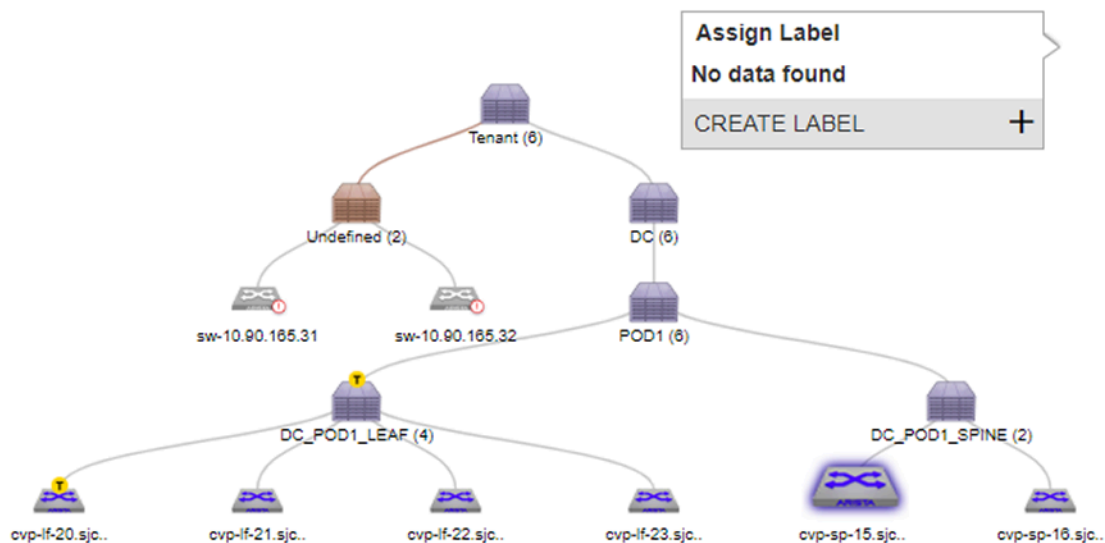 Assign Label
No data found
CREATE LABEL +
Tenant (6)
Undefined (2)
DC (6)
sw-10.90.165.31
sw-10.90.165.32
POD1 (6)
T
DC_POD1_LEAF (4)
DC_POD1_SPINE (2)
T
ARISTA
cvp-lf-20.sjc..
cvp-lf-21.sjc..
cvp-lf-22.sjc..
cvp-lf-23.sjc..
cvp-sp-15.sjc..
cvp-sp-16.sjc..